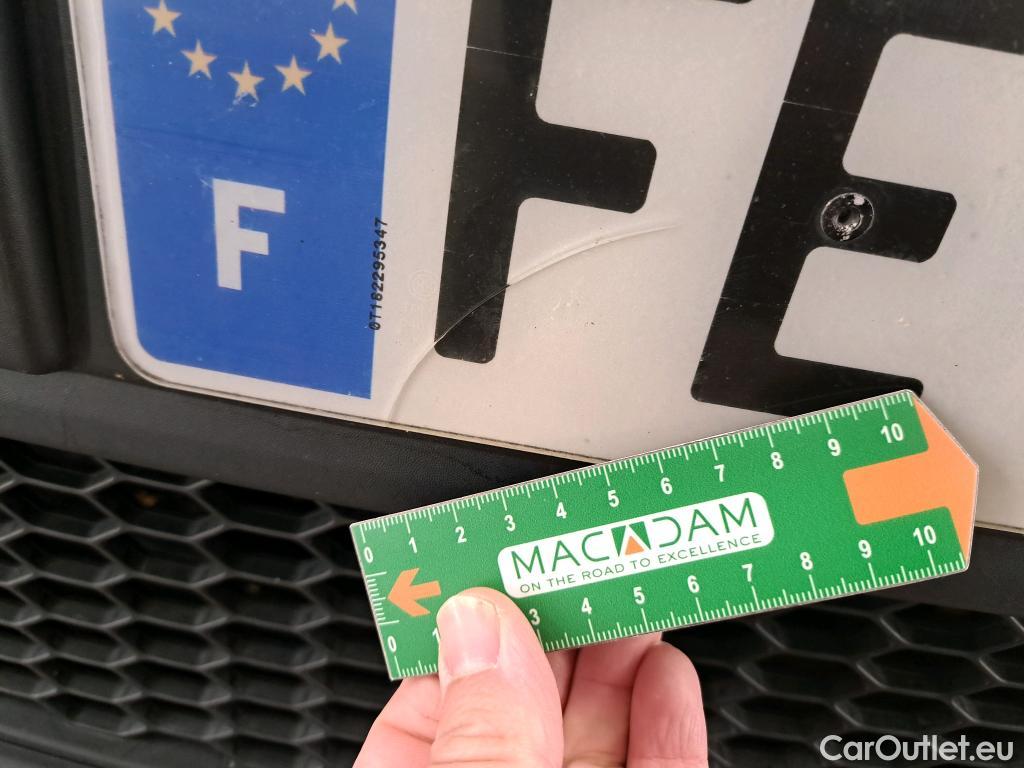 F
FE
0T182295347
0 1 2 3 4 5 6 7 8 9 10
MACADAM
ON THE ROAD TO EXCELLENCE
0 1 3 4 5 6 7 8 9 10
CarOutlet.eu